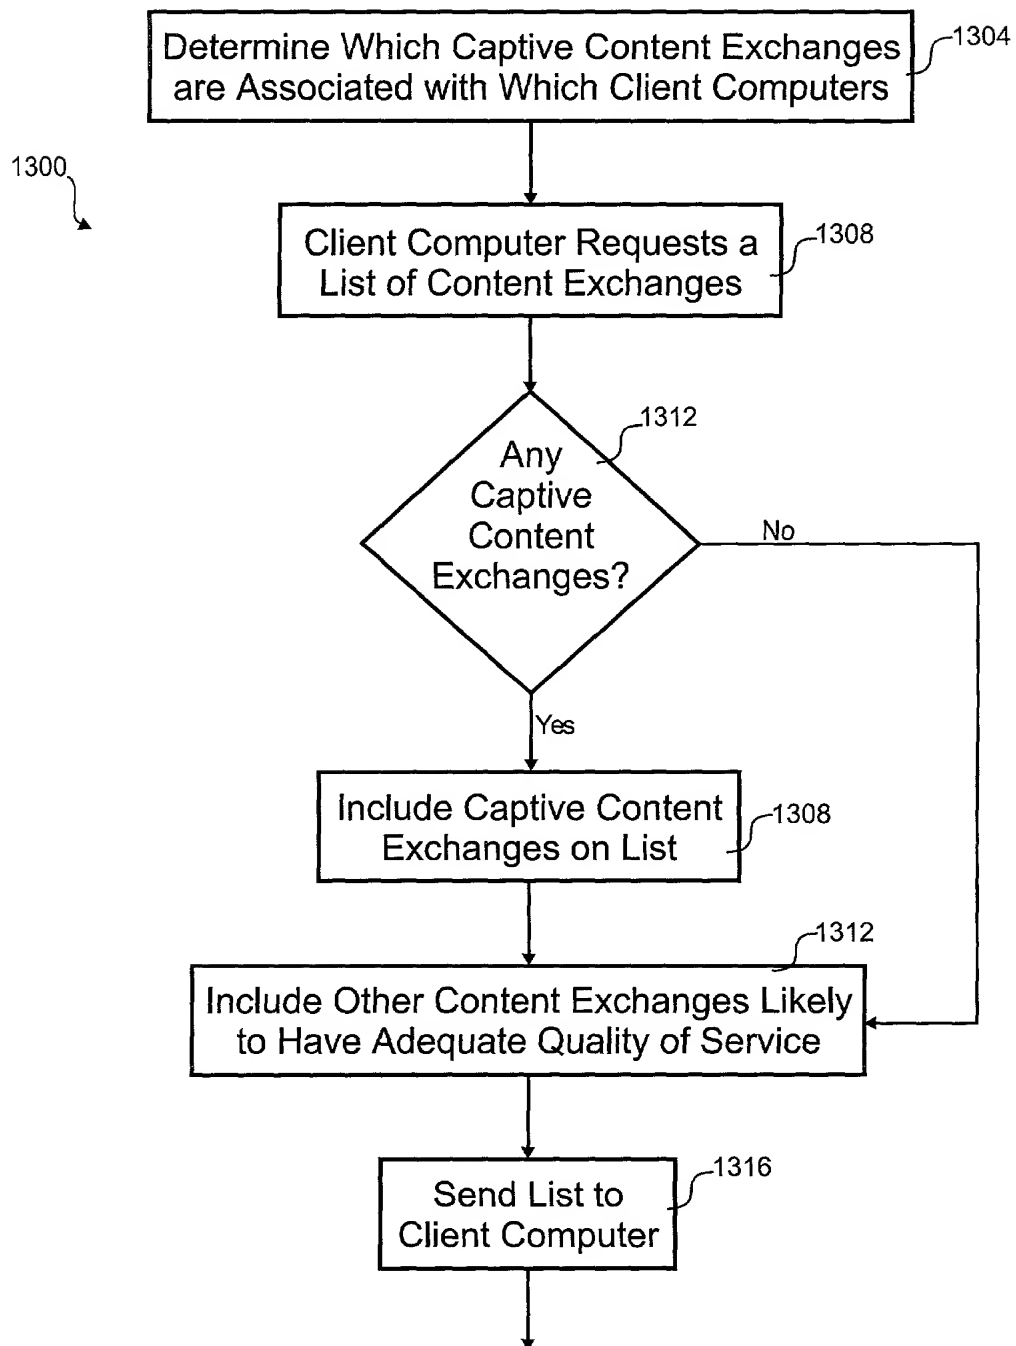 Determine Which Captive Content Exchanges
are Associated with Which Client Computers
1304
1300
Client Computer Requests a
List of Content Exchanges
1308
1312
Any
Captive
Content
Exchanges?
No
Yes
Include Captive Content
Exchanges on List
1308
1312
Include Other Content Exchanges Likely
to Have Adequate Quality of Service
1316
Send List to
Client Computer